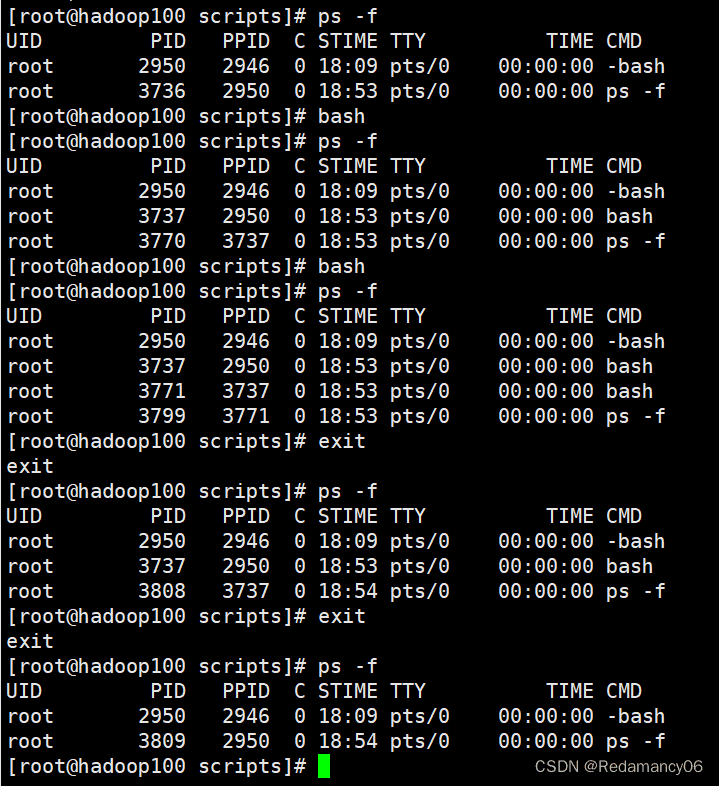 [root@hadoop100 scripts]# ps -f
UID        PID   PPID  C STIME TTY          TIME CMD
root       2950   2946  0 18:09 pts/0    00:00:00 -bash
root       3736   2950  0 18:53 pts/0    00:00:00 ps -f
[root@hadoop100 scripts]# bash
[root@hadoop100 scripts]# ps -f
UID        PID   PPID  C STIME TTY          TIME CMD
root       2950   2946  0 18:09 pts/0    00:00:00 -bash
root       3737   2950  0 18:53 pts/0    00:00:00 bash
root       3770   3737  0 18:53 pts/0    00:00:00 ps -f
[root@hadoop100 scripts]# bash
[root@hadoop100 scripts]# ps -f
UID        PID   PPID  C STIME TTY          TIME CMD
root       2950   2946  0 18:09 pts/0    00:00:00 -bash
root       3737   2950  0 18:53 pts/0    00:00:00 bash
root       3771   3737  0 18:53 pts/0    00:00:00 bash
root       3799   3771  0 18:53 pts/0    00:00:00 ps -f
[root@hadoop100 scripts]# exit
exit
[root@hadoop100 scripts]# ps -f
UID        PID   PPID  C STIME TTY          TIME CMD
root       2950   2946  0 18:09 pts/0    00:00:00 -bash
root       3737   2950  0 18:53 pts/0    00:00:00 bash
root       3808   3737  0 18:54 pts/0    00:00:00 ps -f
[root@hadoop100 scripts]# exit
exit
[root@hadoop100 scripts]# ps -f
UID        PID   PPID  C STIME TTY          TIME CMD
root       2950   2946  0 18:09 pts/0    00:00:00 -bash
root       3809   2950  0 18:54 pts/0    00:00:00 ps -f
[root@hadoop100 scripts]#
CSDN @Redamancy06